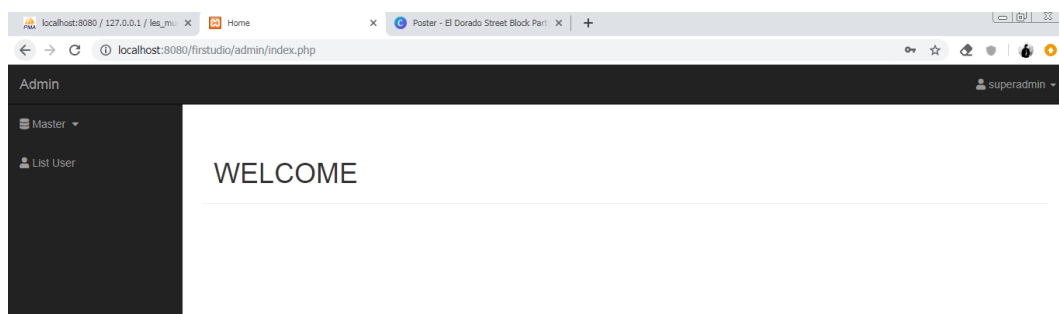 localhost:8080 / 127.0.0.1 / les_mu
Home
Poster - El Dorado Street Block Part
localhost:8080/firstudio/admin/index.php
Admin
superadmin
Master
List User
WELCOME